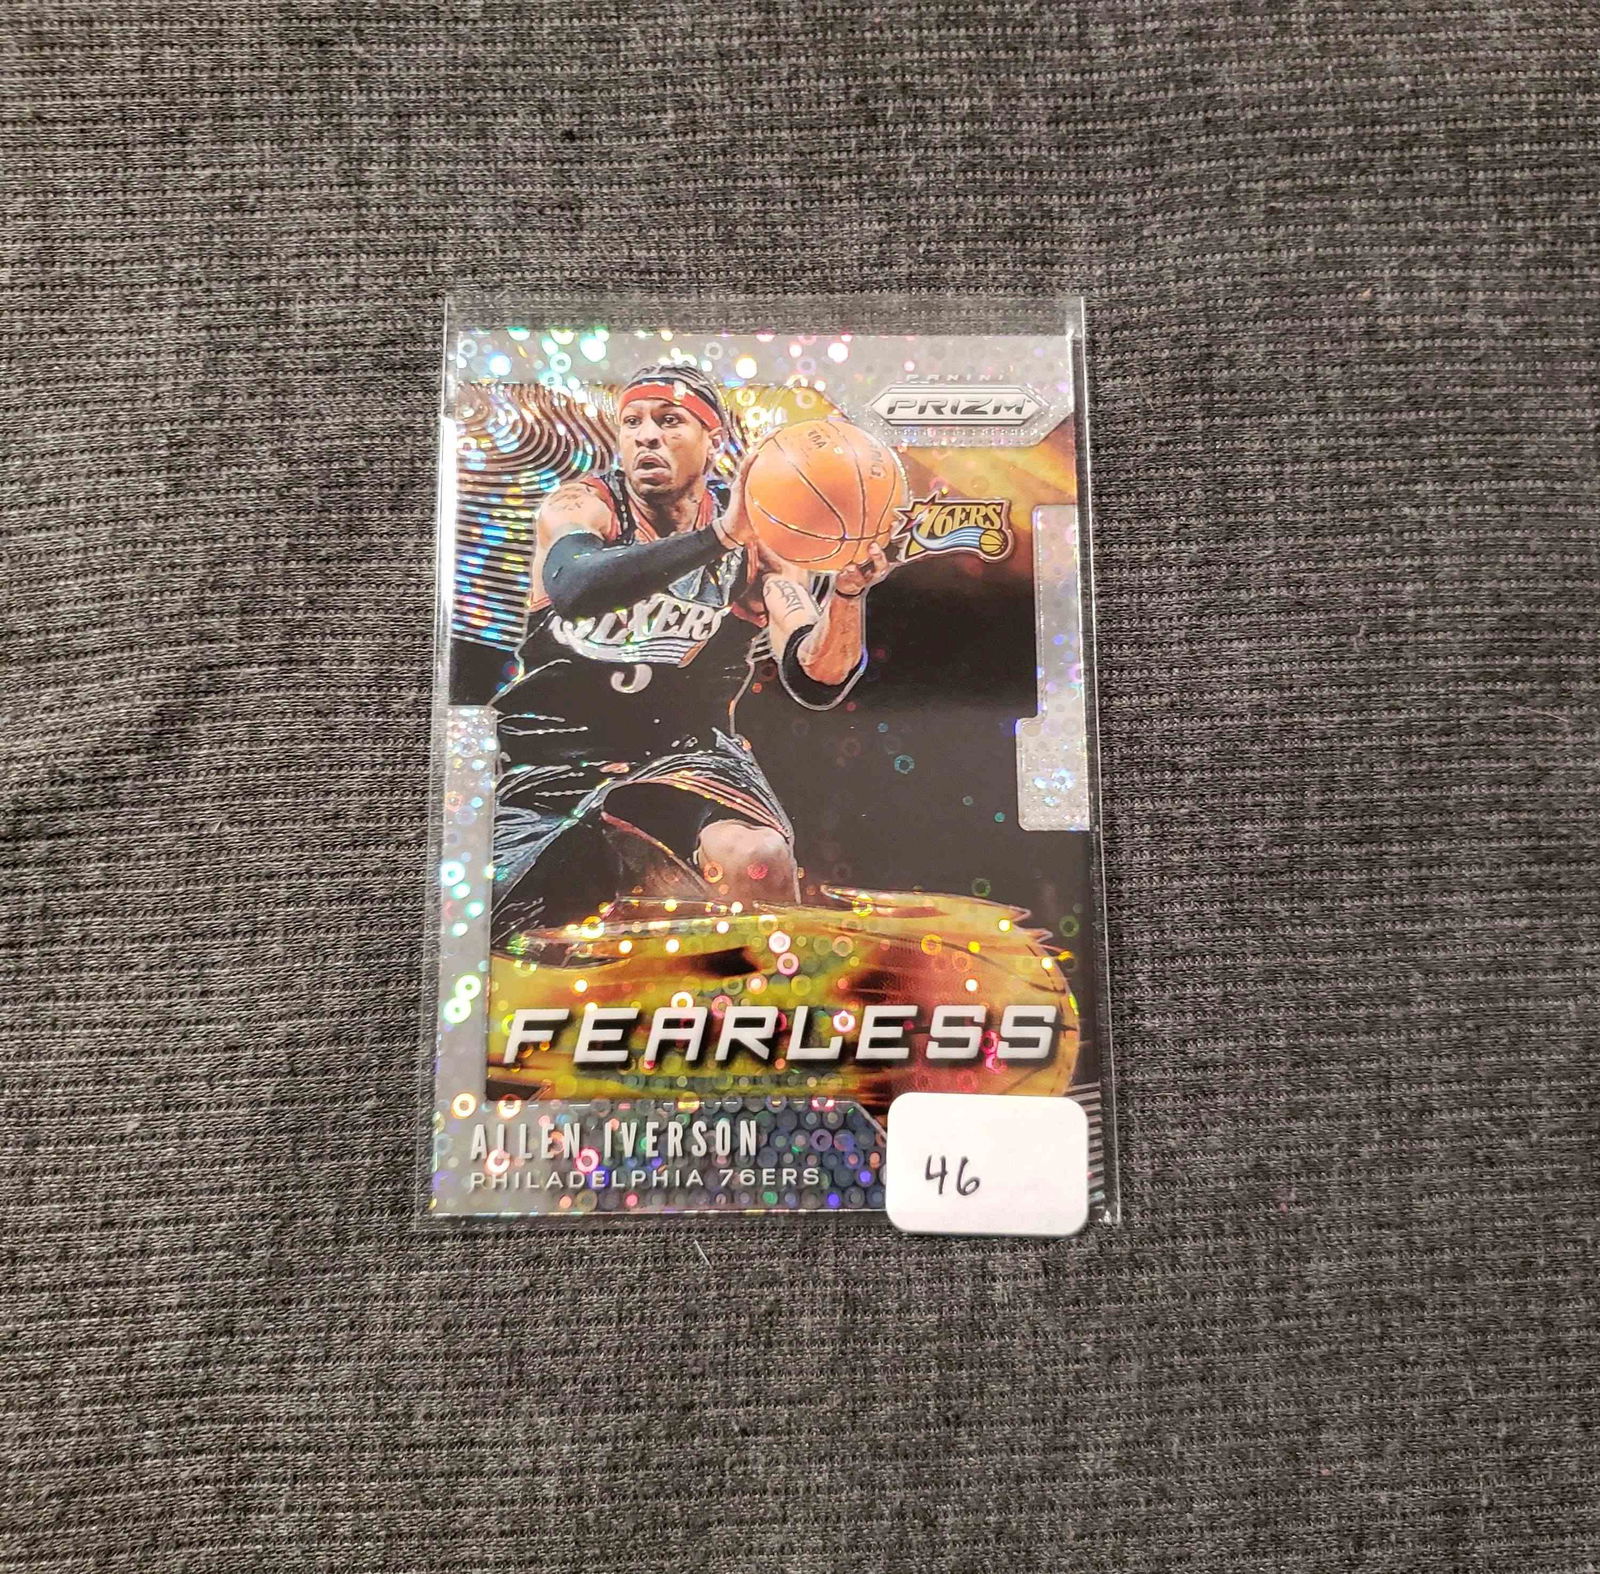 PANINI
PRIZM
76ERS
SIXERS
3
FEARLESS
ALLEN IVERSON
PHILADELPHIA 76ERS
46